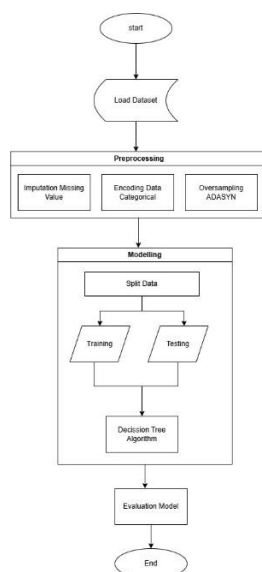 start
Load Dataset
Preprocessing
Imputation Missing
Value
Encoding Data
Categorical
Oversampling
ADASYN
Modelling
Split Data
Training
Testing
Decission Tree
Algorithm
Evaluation Model
End